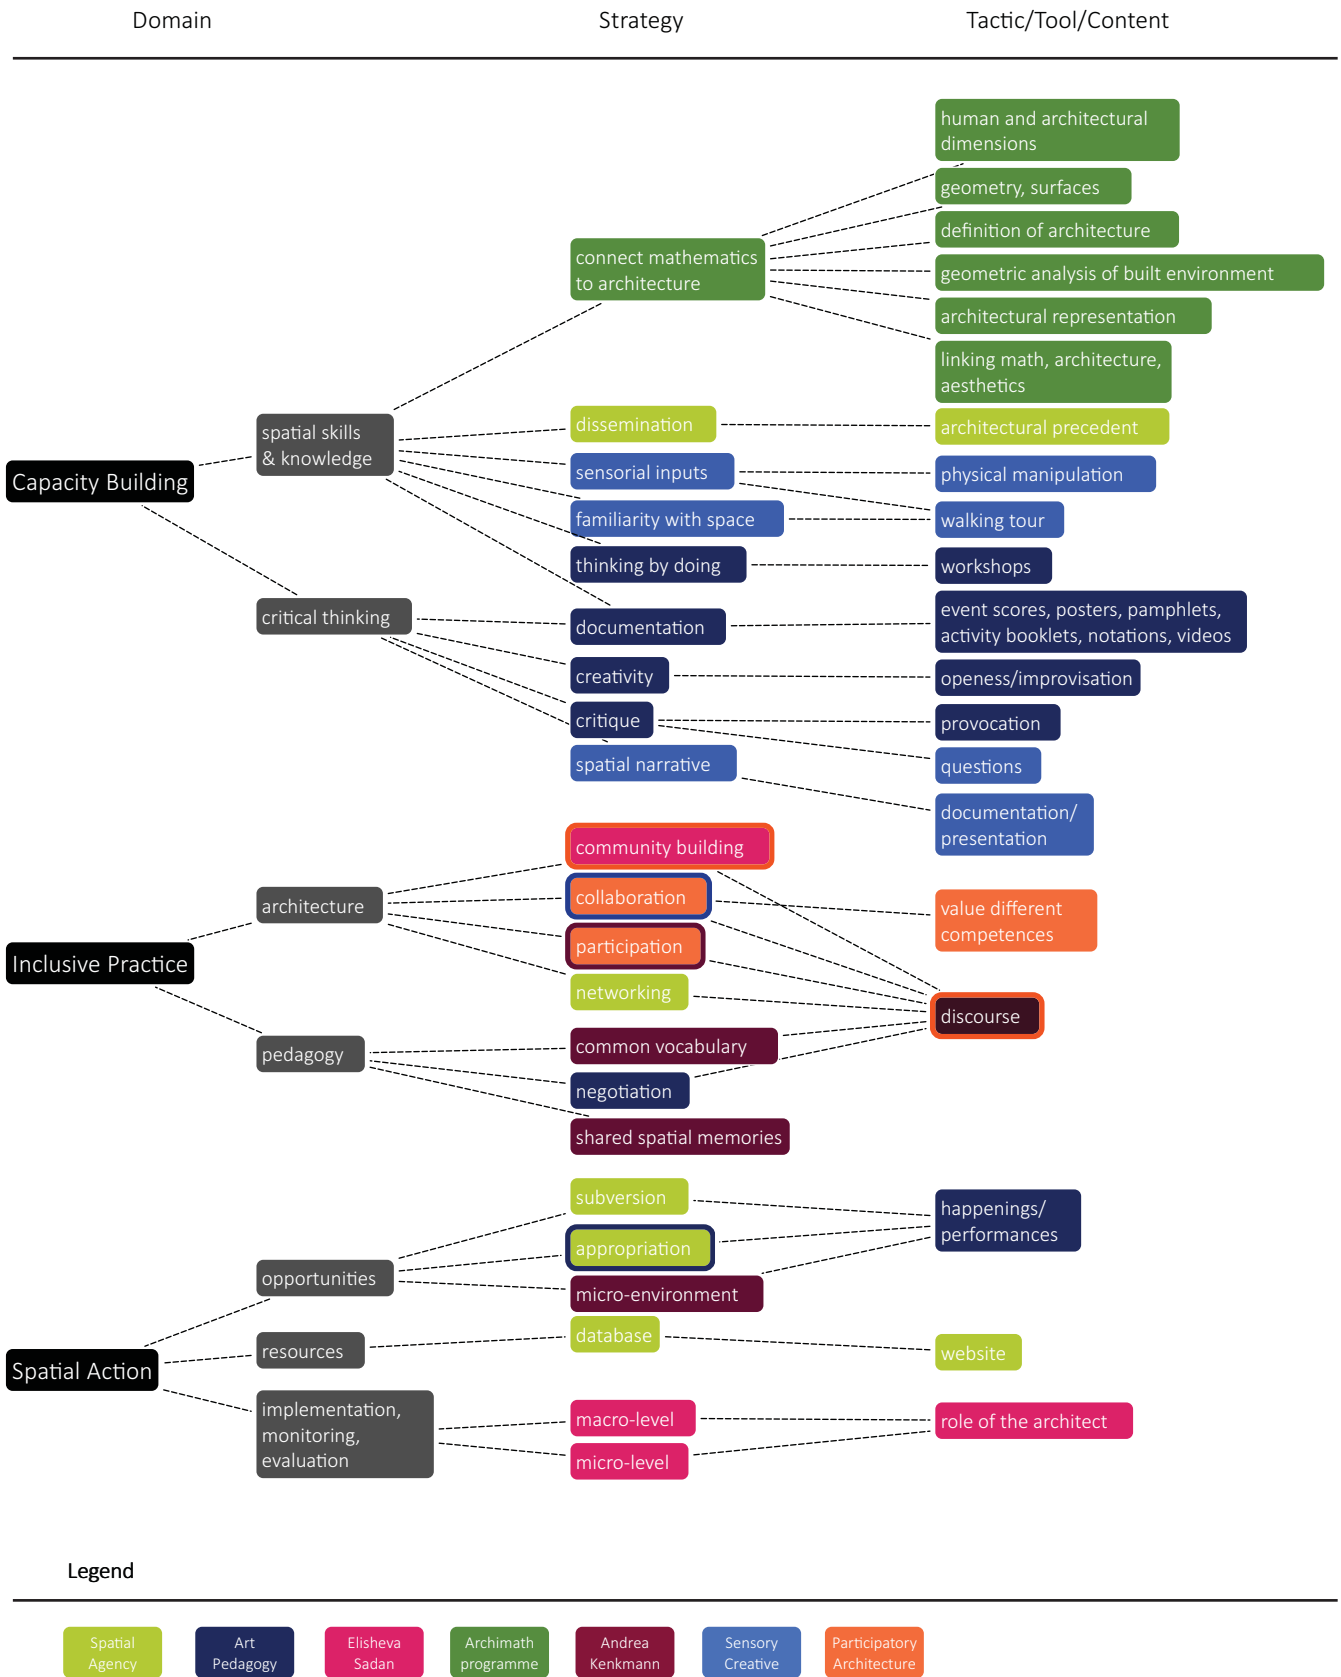 Domain
Strategy
Tactic/Tool/Content
human and architectural
dimensions
geometry, surfaces
definition of architecture
connect mathematics
to architecture
geometric analysis of built environment
architectural representation
linking math, architecture,
aesthetics
spatial skills
& knowledge
dissemination
architectural precedent
Capacity Building
sensorial inputs
physical manipulation
familiarity with space
walking tour
thinking by doing
workshops
critical thinking
documentation
event scores, posters, pamphlets,
activity booklets, notations, videos
creativity
openess/improvisation
critique
provocation
spatial narrative
questions
documentation/
presentation
community building
architecture
collaboration
value different
competences
participation
Inclusive Practice
networking
discourse
pedagogy
common vocabulary
negotiation
shared spatial memories
subversion
happenings/
performances
appropriation
opportunities
micro-environment
resources
database
website
Spatial Action
implementation,
monitoring,
evaluation
macro-level
role of the architect
micro-level
Legend
Spatial
Agency
Art
Pedagogy
Elisheva
Sadan
Archimath
programme
Andrea
Kenkmann
Sensory
Creative
Participatory
Architecture